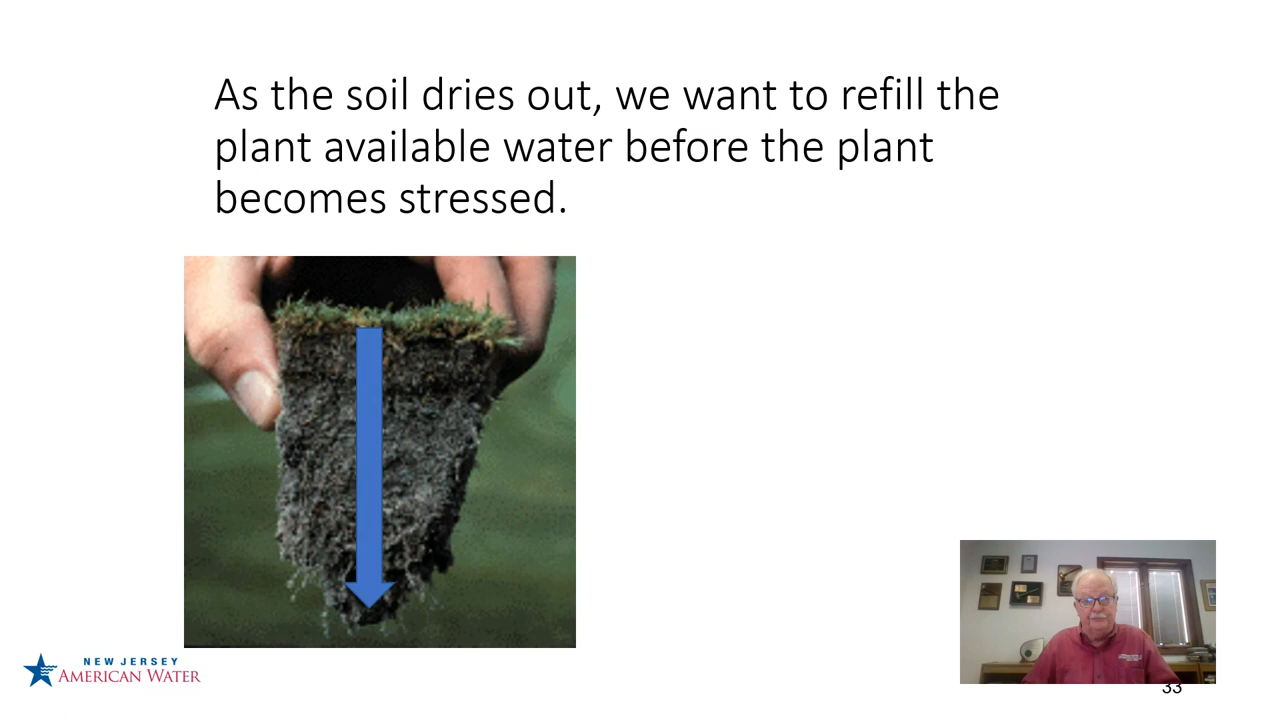 As the soil dries out, we want to refill the
plant available water before the plant
becomes stressed.
NEW JERSEY
AMERICAN WATER
33